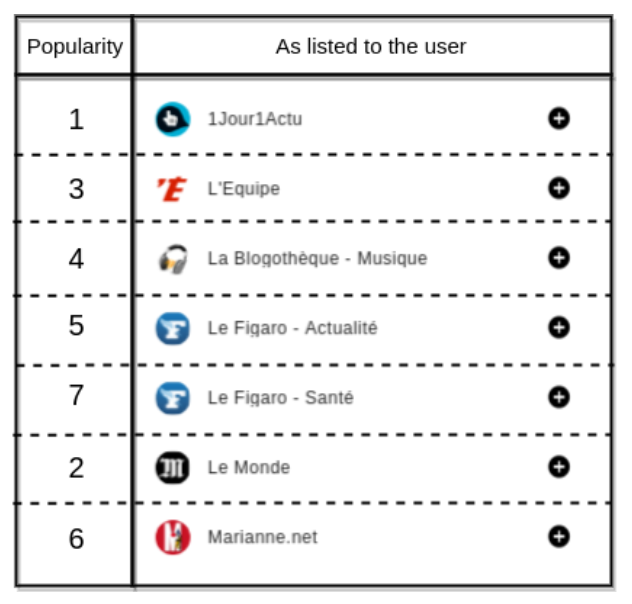 Popularity As listed to the user
1 1Jour1Actu
3 L'Equipe
4 La Blogothèque - Musique
5 Le Figaro - Actualité
7 Le Figaro - Santé
2 Le Monde
6 Marianne.net